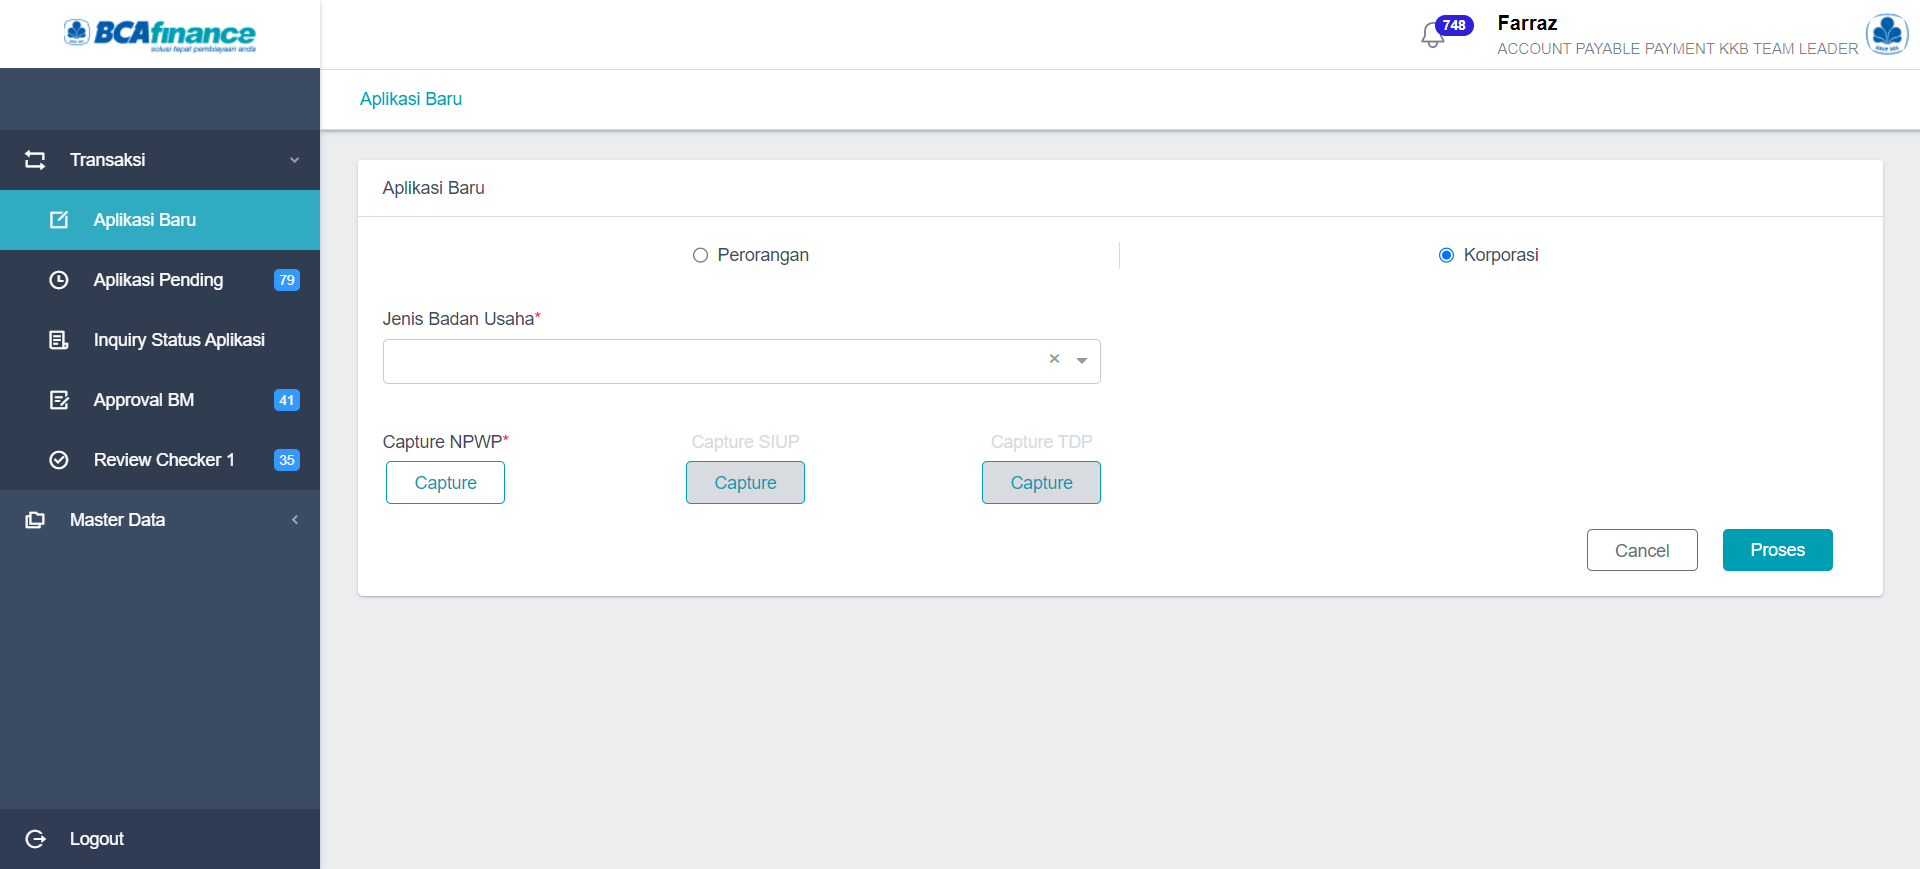 BCAfinance
solusi tepat pembiayaan anda
748
Farraz
ACCOUNT PAYABLE PAYMENT KKB TEAM LEADER
Aplikasi Baru
Transaksi
Aplikasi Baru
Aplikasi Pending 79
Inquiry Status Aplikasi
Approval BM 41
Review Checker 1 35
Master Data
Logout
Aplikasi Baru
Perorangan
Korporasi
Jenis Badan Usaha*
Capture NPWP*
Capture SIUP
Capture TDP
Capture
Capture
Capture
Cancel
Proses